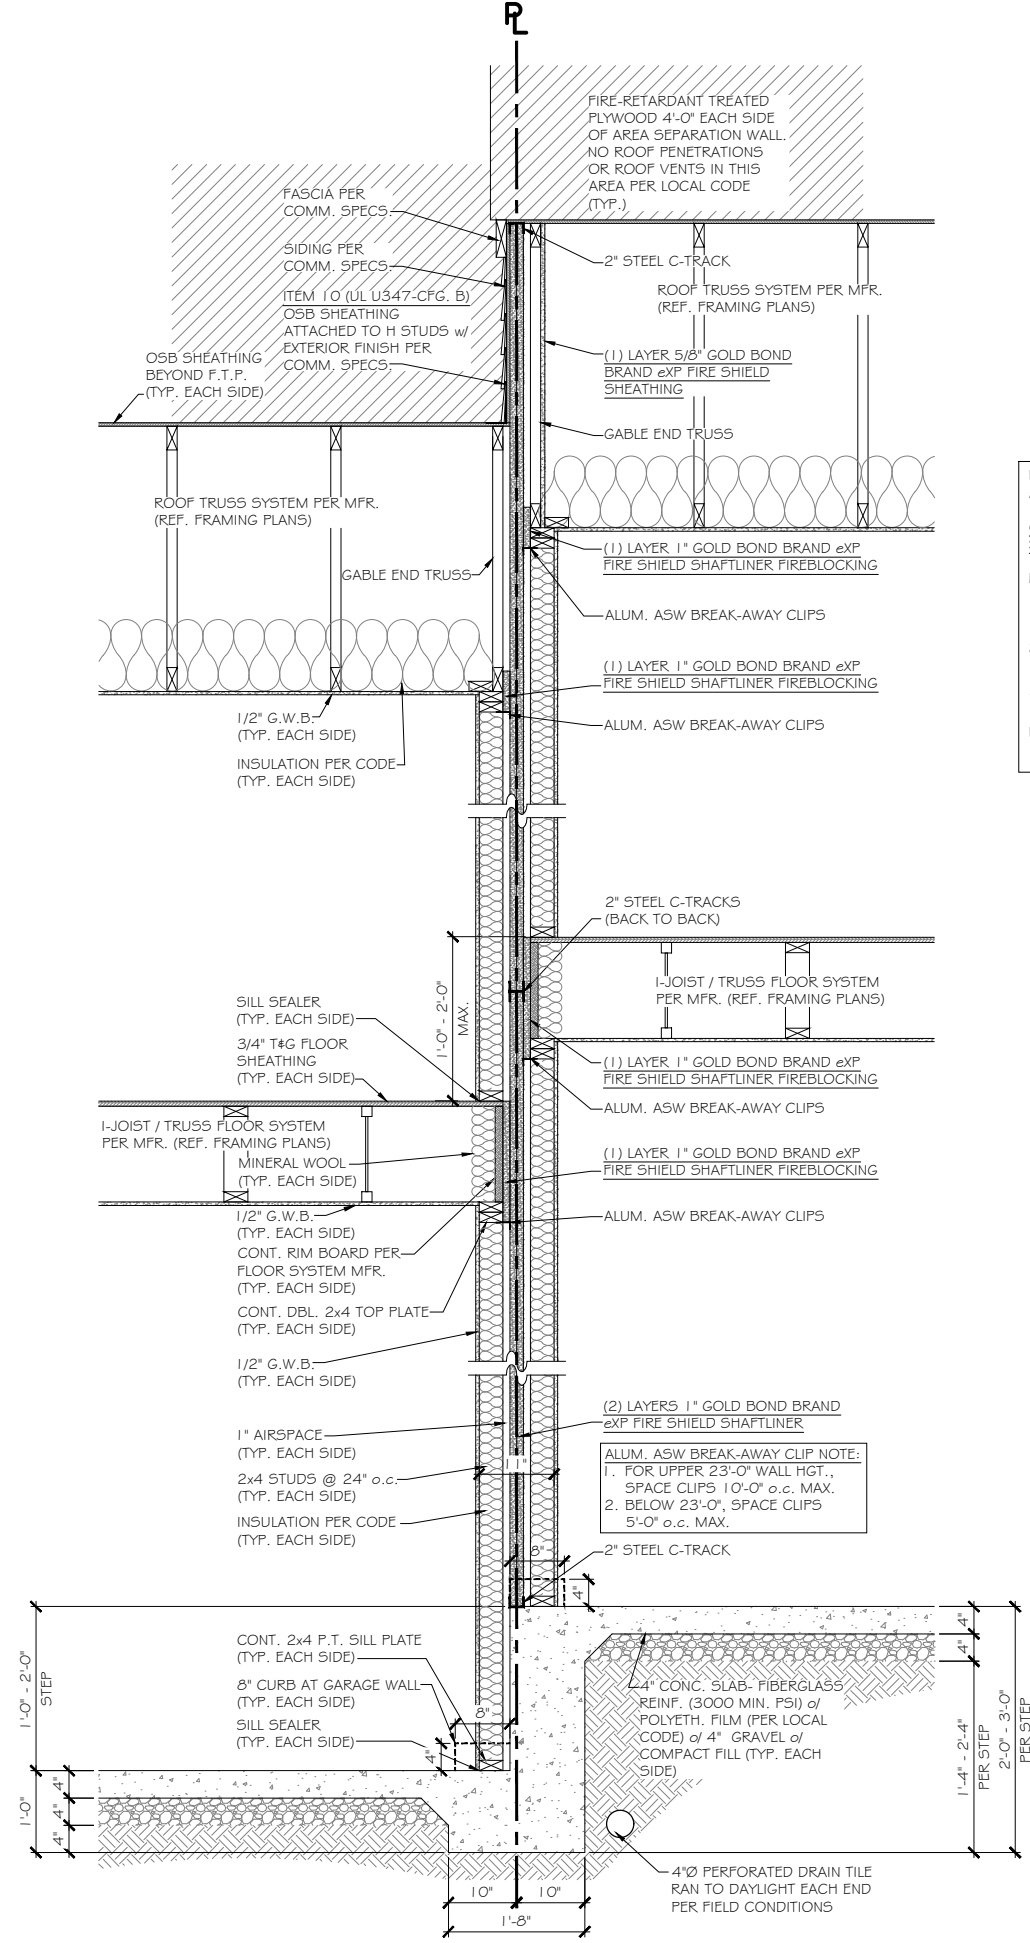 PL
FIRE-RETARDANT TREATED
PLYWOOD 4'-0" EACH SIDE
OF AREA SEPARATION WALL.
NO ROOF PENETRATIONS
OR ROOF VENTS IN THIS
AREA PER LOCAL CODE
(TYP.)
FASCIA PER
COMM. SPECS.
SIDING PER
COMM. SPECS.
ITEM 10 (UL U347-CFG. B)
OSB SHEATHING
ATTACHED TO H STUDS w/
EXTERIOR FINISH PER
COMM. SPECS.
OSB SHEATHING
BEYOND F.T.P.
(TYP. EACH SIDE)
2" STEEL C-TRACK
ROOF TRUSS SYSTEM PER MFR.
(REF. FRAMING PLANS)
(1) LAYER 5/8" GOLD BOND
BRAND eXP FIRE SHIELD
SHEATHING
GABLE END TRUSS
ROOF TRUSS SYSTEM PER MFR.
(REF. FRAMING PLANS)
GABLE END TRUSS
(1) LAYER 1" GOLD BOND BRAND eXP
FIRE SHIELD SHAFTLINER FIREBLOCKING
ALUM. ASW BREAK-AWAY CLIPS
(1) LAYER 1" GOLD BOND BRAND eXP
FIRE SHIELD SHAFTLINER FIREBLOCKING
ALUM. ASW BREAK-AWAY CLIPS
1/2" G.W.B.
(TYP. EACH SIDE)
INSULATION PER CODE
(TYP. EACH SIDE)
2" STEEL C-TRACKS
(BACK TO BACK)
I-JOIST / TRUSS FLOOR SYSTEM
PER MFR. (REF. FRAMING PLANS)
1'-0" - 2'-0"
MAX.
SILL SEALER
(TYP. EACH SIDE)
3/4" T&G FLOOR
SHEATHING
(TYP. EACH SIDE)
(1) LAYER 1" GOLD BOND BRAND eXP
FIRE SHIELD SHAFTLINER FIREBLOCKING
ALUM. ASW BREAK-AWAY CLIPS
I-JOIST / TRUSS FLOOR SYSTEM
PER MFR. (REF. FRAMING PLANS)
MINERAL WOOL
(TYP. EACH SIDE)
(1) LAYER 1" GOLD BOND BRAND eXP
FIRE SHIELD SHAFTLINER FIREBLOCKING
ALUM. ASW BREAK-AWAY CLIPS
1/2" G.W.B.
(TYP. EACH SIDE)
CONT. RIM BOARD PER
FLOOR SYSTEM MFR.
(TYP. EACH SIDE)
CONT. DBL. 2x4 TOP PLATE
(TYP. EACH SIDE)
1/2" G.W.B.
(TYP. EACH SIDE)
(2) LAYERS 1" GOLD BOND BRAND
eXP FIRE SHIELD SHAFTLINER
1" AIRSPACE
(TYP. EACH SIDE)
2x4 STUDS @ 24" o.c.
(TYP. EACH SIDE)
INSULATION PER CODE
(TYP. EACH SIDE)
11"
ALUM. ASW BREAK-AWAY CLIP NOTE:
1. FOR UPPER 23'-0" WALL HGT.,
SPACE CLIPS 10'-0" o.c. MAX.
2. BELOW 23'-0", SPACE CLIPS
5'-0" o.c. MAX.
8"
2" STEEL C-TRACK
4"
CONT. 2x4 P.T. SILL PLATE
(TYP. EACH SIDE)
8" CURB AT GARAGE WALL
(TYP. EACH SIDE)
SILL SEALER
(TYP. EACH SIDE)
8"
4"
1'-0" - 2'-0"
STEP
1'-0"
4"
4"
4"
4" CONC. SLAB- FIBERGLASS
REINF. (3000 MIN. PSI) o/
POLYETH. FILM (PER LOCAL
CODE) o/ 4" GRAVEL o/
COMPACT FILL (TYP. EACH
SIDE)
4"
4"
1'-4" - 2'-4"
PER STEP
2'-0" - 3'-0"
PER STEP
4"Ø PERFORATED DRAIN TILE
RAN TO DAYLIGHT EACH END
PER FIELD CONDITIONS
10"
10"
1'-8"